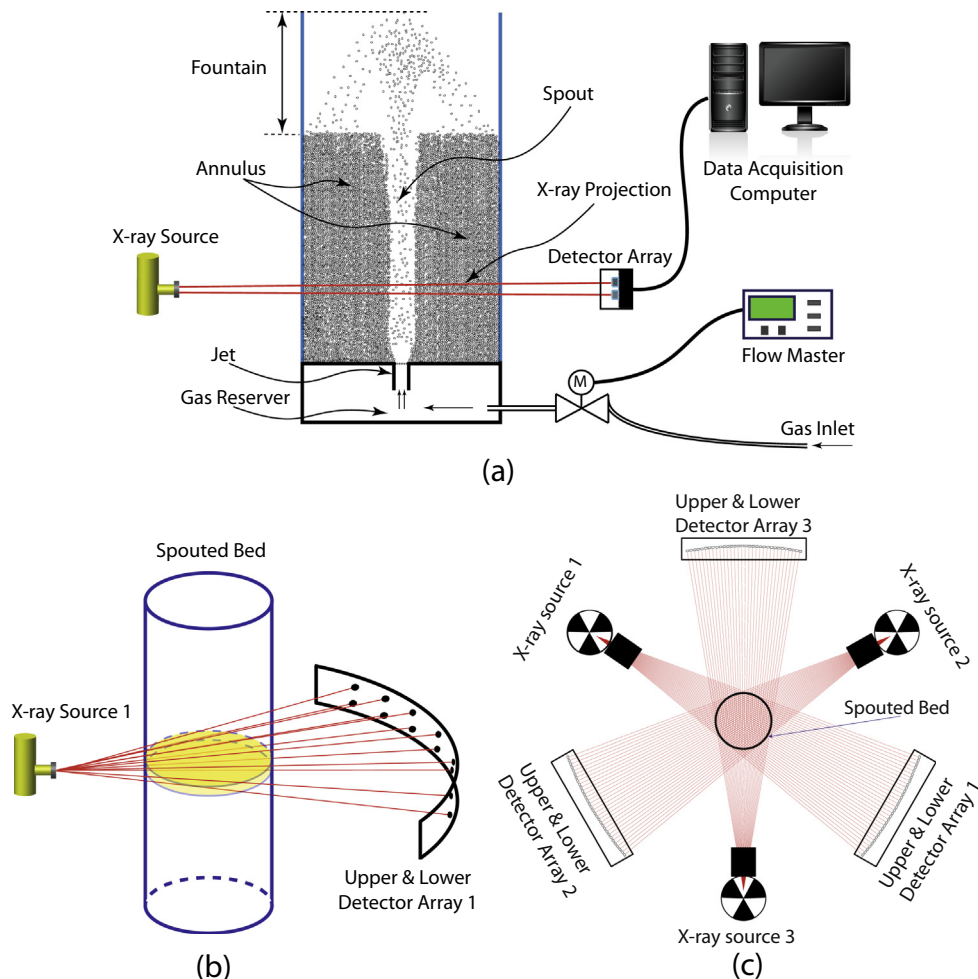 Fountain
Spout
Annulus
Data Acquisition
Computer
X-ray Projection
X-ray Source
Detector Array
Flow Master
Jet
M
Gas Reserver
Gas Inlet
(a)
Spouted Bed
X-ray Source 1
Upper & Lower
Detector Array 1
(b)
Upper & Lower
Detector Array 3
X-ray source 1
X-ray source 2
Spouted Bed
Upper & Lower
Detector Array 2
Upper & Lower
Detector Array 1
X-ray source 3
(c)